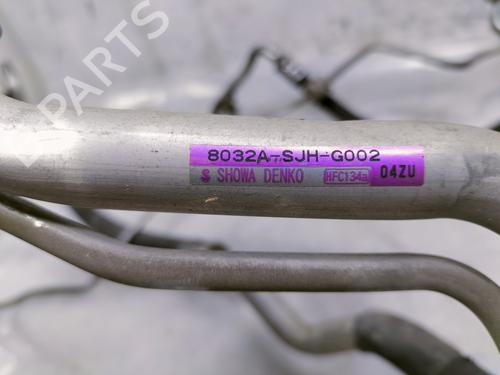 B PARTS
8032A-SJH-G002
S SHOWA DENKO HFC134a 04ZU